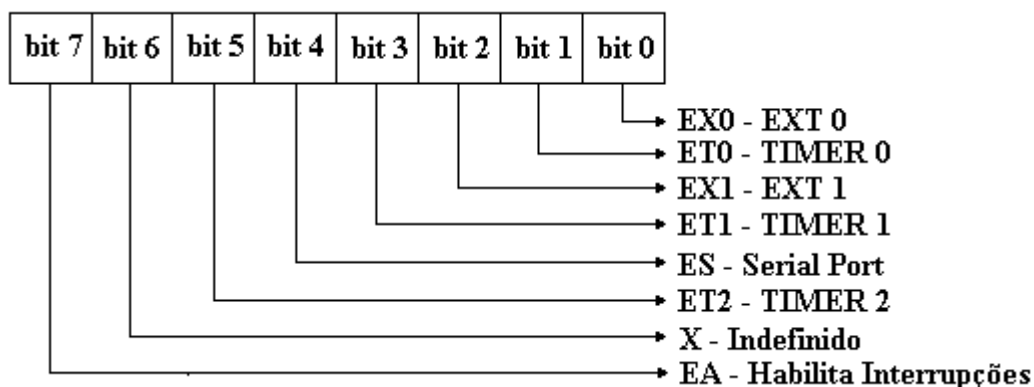 bit 7 bit 6 bit 5 bit 4 bit 3 bit 2 bit 1 bit 0
EX0 - EXT 0
ET0 - TIMER 0
EX1 - EXT 1
ET1 - TIMER 1
ES - Serial Port
ET2 - TIMER 2
X - Indefinido
EA - Habilita Interrupções